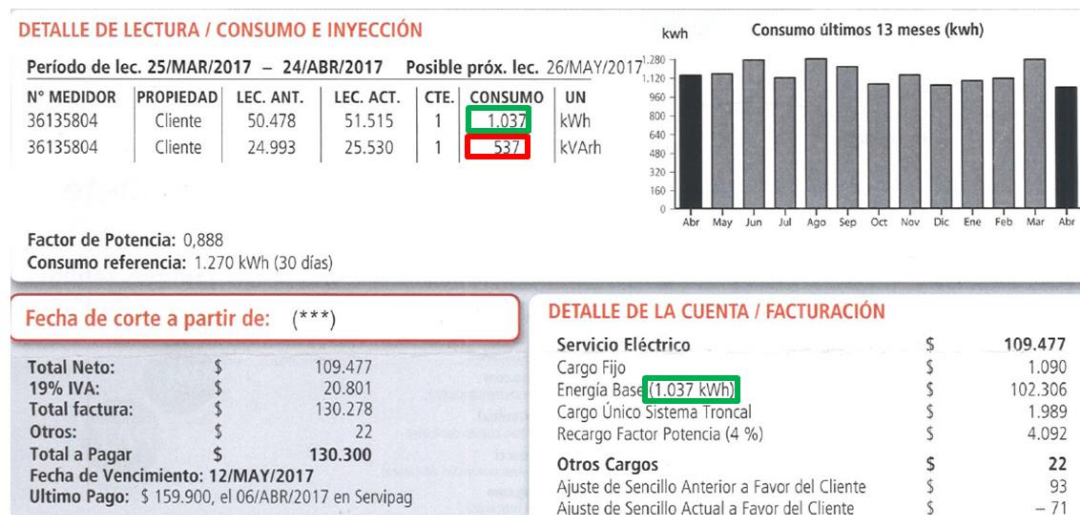 DETALLE DE LECTURA / CONSUMO E INYECCIÓN
Período de lec. 25/MAR/2017 – 24/ABR/2017 Posible próx. lec. 26/MAY/2017
N° MEDIDOR PROPIEDAD LEC. ANT. LEC. ACT. CTE. CONSUMO UN
36135804 Cliente 50.478 51.515 1 1.037 kWh
36135804 Cliente 24.993 25.530 1 537 kVArh
Factor de Potencia: 0,888
Consumo referencia: 1.270 kWh (30 días)
kwh Consumo últimos 13 meses (kwh)
1.280
1.120
960
800
640
480
320
160
0
Abr May Jun Jul Ago Sep Oct Nov Dic Ene Feb Mar Abr
Fecha de corte a partir de: (***)
Total Neto: $ 109.477
19% IVA: $ 20.801
Total factura: $ 130.278
Otros: $ 22
Total a Pagar $ 130.300
Fecha de Vencimiento: 12/MAY/2017
Ultimo Pago: $ 159.900, el 06/ABR/2017 en Servipag
DETALLE DE LA CUENTA / FACTURACIÓN
Servicio Eléctrico $ 109.477
Cargo Fijo $ 1.090
Energía Base (1.037 kWh) $ 102.306
Cargo Único Sistema Troncal $ 1.989
Recargo Factor Potencia (4 %) $ 4.092
Otros Cargos $ 22
Ajuste de Sencillo Anterior a Favor del Cliente $ 93
Ajuste de Sencillo Actual a Favor del Cliente $ – 71